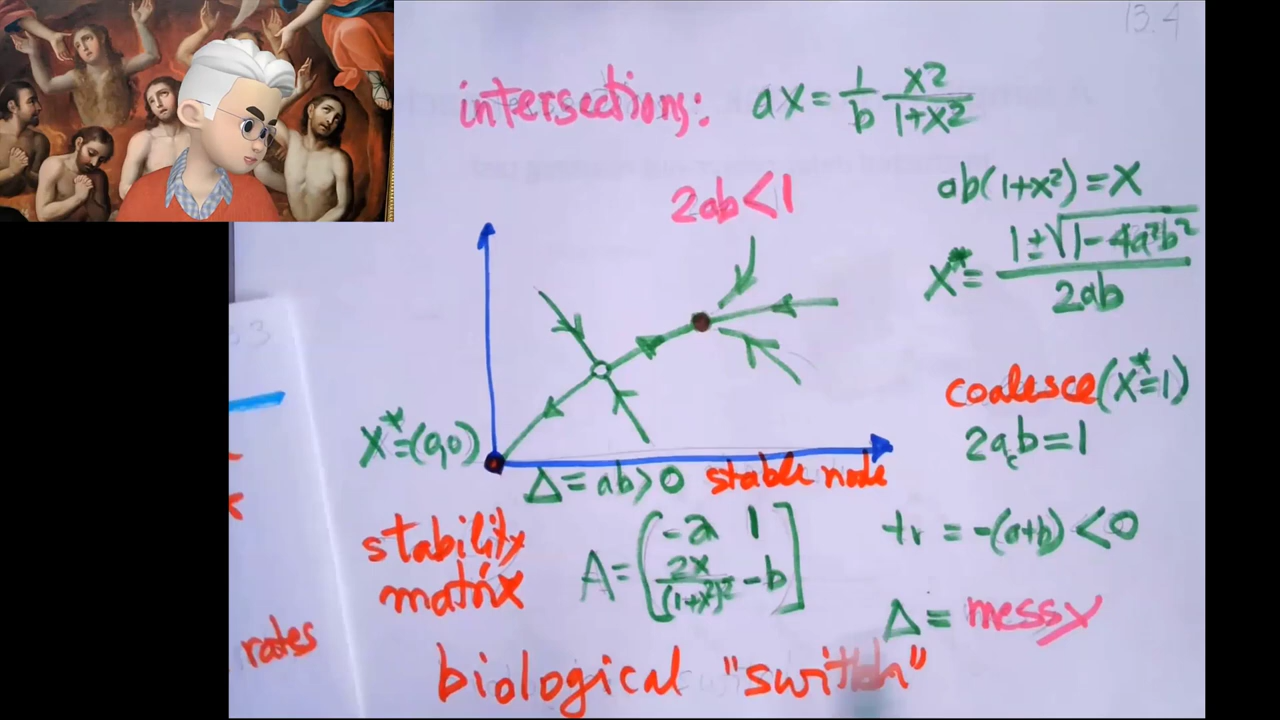 13.4
intersections: ax = 1/b x2/1+x2
ab(1+x²) = x
2ab<1
x* = 1±√1-4a²b²/2ab
coalesce (x*=1)
2a_cb=1
x*=(0,0)
Δ = ab>0 stable node
stability matrix
A = [-a 1
2x/(1+x²)² -b]
tr = -(a+b) <0
Δ = messy
rates
biological "switch"